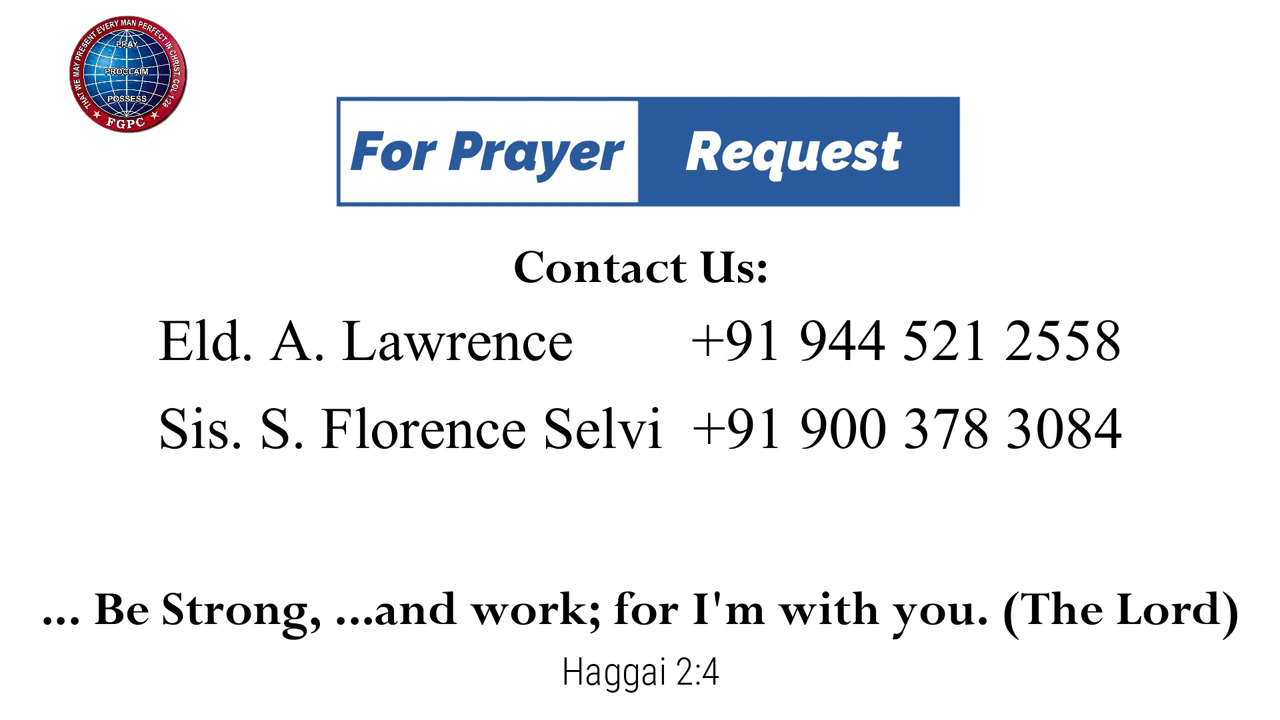 THAT WE MAY PRESENT EVERY MAN PERFECT IN CHRIST. COL 1:28
PRAY
PROCLAIM
POSSESS
FGPC
For Prayer Request
Contact Us:
Eld. A. Lawrence +91 944 521 2558
Sis. S. Florence Selvi +91 900 378 3084
... Be Strong, ...and work; for I'm with you. (The Lord)
Haggai 2:4